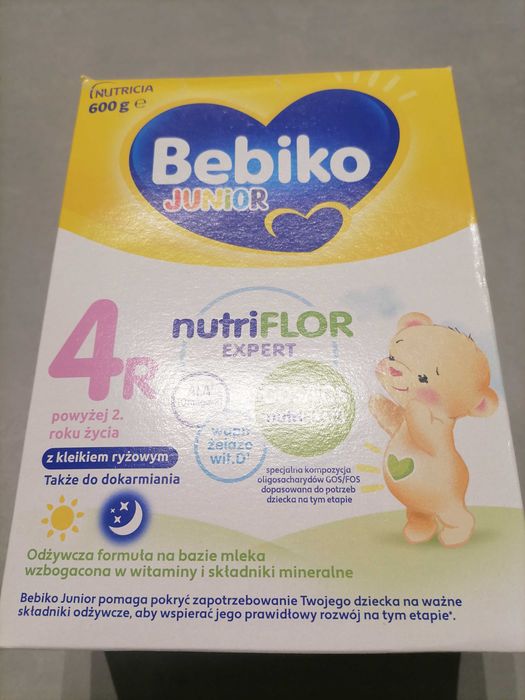 NUTRICIA
600 g e
Bebiko
JUNIOR
nutriFLOR
EXPERT
4R
powyżej 2.
roku życia
z kleikiem ryżowym
Także do dokarmiania
ALA
wapń
żelazo
wit.D¹
specjalna kompozycja
oligosacharydów GOS/FOS
dopasowana do potrzeb
dziecka na tym etapie
Odżywcza formuła na bazie mleka
wzbogacona w witaminy i składniki mineralne
Bebiko Junior pomaga pokryć zapotrzebowanie Twojego dziecka na ważne
składniki odżywcze, aby wspierać jego prawidłowy rozwój na tym etapie*.